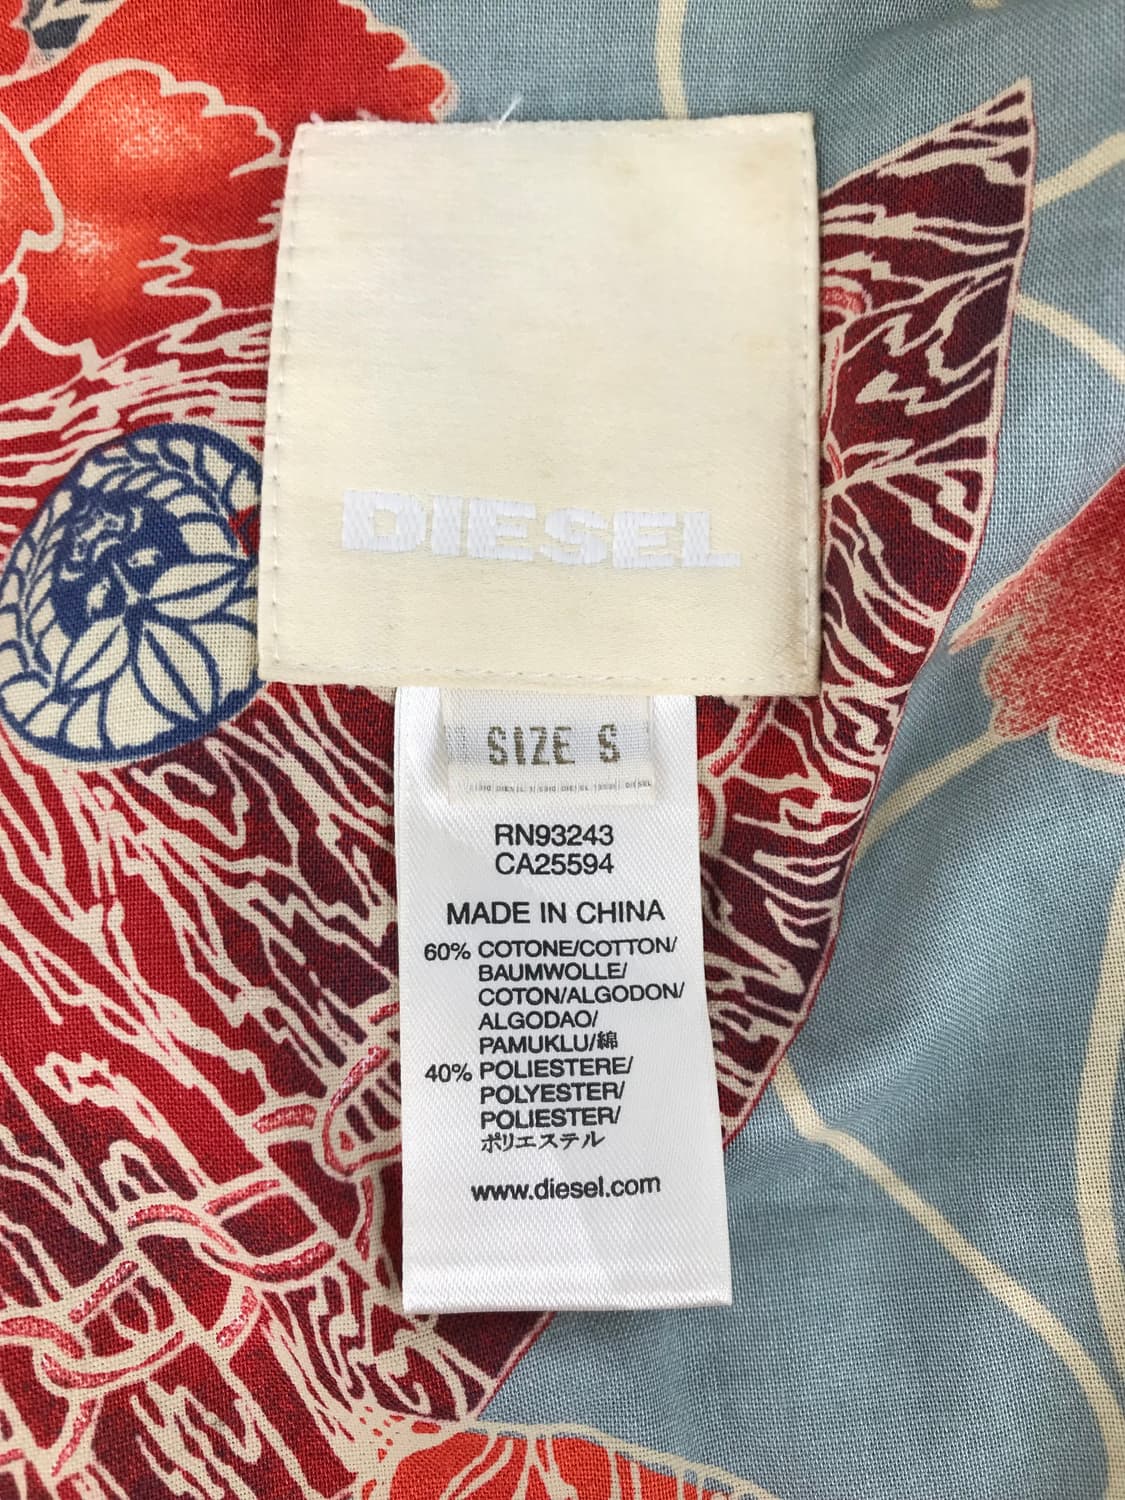 DIESEL
SIZE S
RN93243
CA25594
MADE IN CHINA
60% COTONE/COTTON/
BAUMWOLLE/
COTON/ALGODON/
ALGODAO/
PAMUKLU/綿
40% POLIESTERE/
POLYESTER/
POLIESTER/
ポリエステル
www.diesel.com